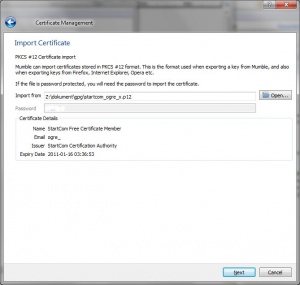 Certificate Management
Import Certificate
PKCS #12 Certificate import
Mumble can import certificates stored in PKCS #12 format. This is the format used when exporting a key from Mumble, and also
when exporting keys from Firefox, Internet Explorer, Opera etc.
If the file is password protected, you will need the password to import the certificate.
Import from Z:\dokument\gpg\startcom_ogre_x.p12 Open...
Password
Certificate Details
Name StartCom Free Certificate Member
Email ogre_
Issuer StartCom Certification Authority
Expiry Date 2011-01-16 03:36:53
Next Cancel